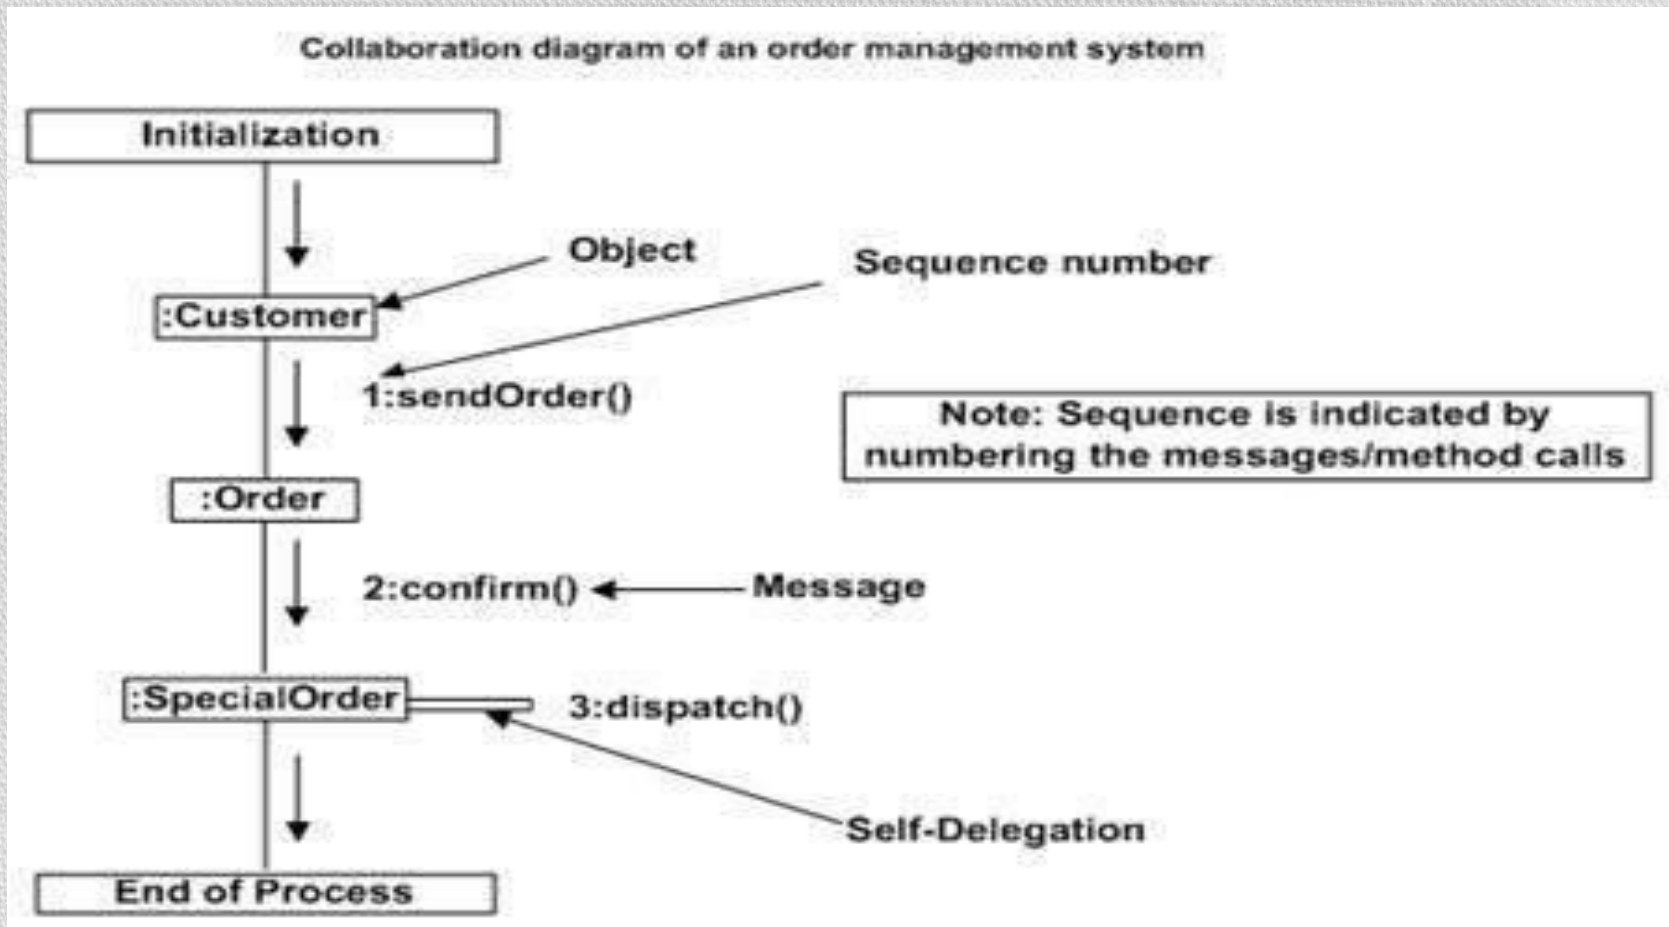 Collaboration diagram of an order management system
Initialization
Object
Sequence number
:Customer
1:sendOrder()
Note: Sequence is indicated by
numbering the messages/method calls
:Order
2:confirm()
Message
:SpecialOrder
3:dispatch()
Self-Delegation
End of Process